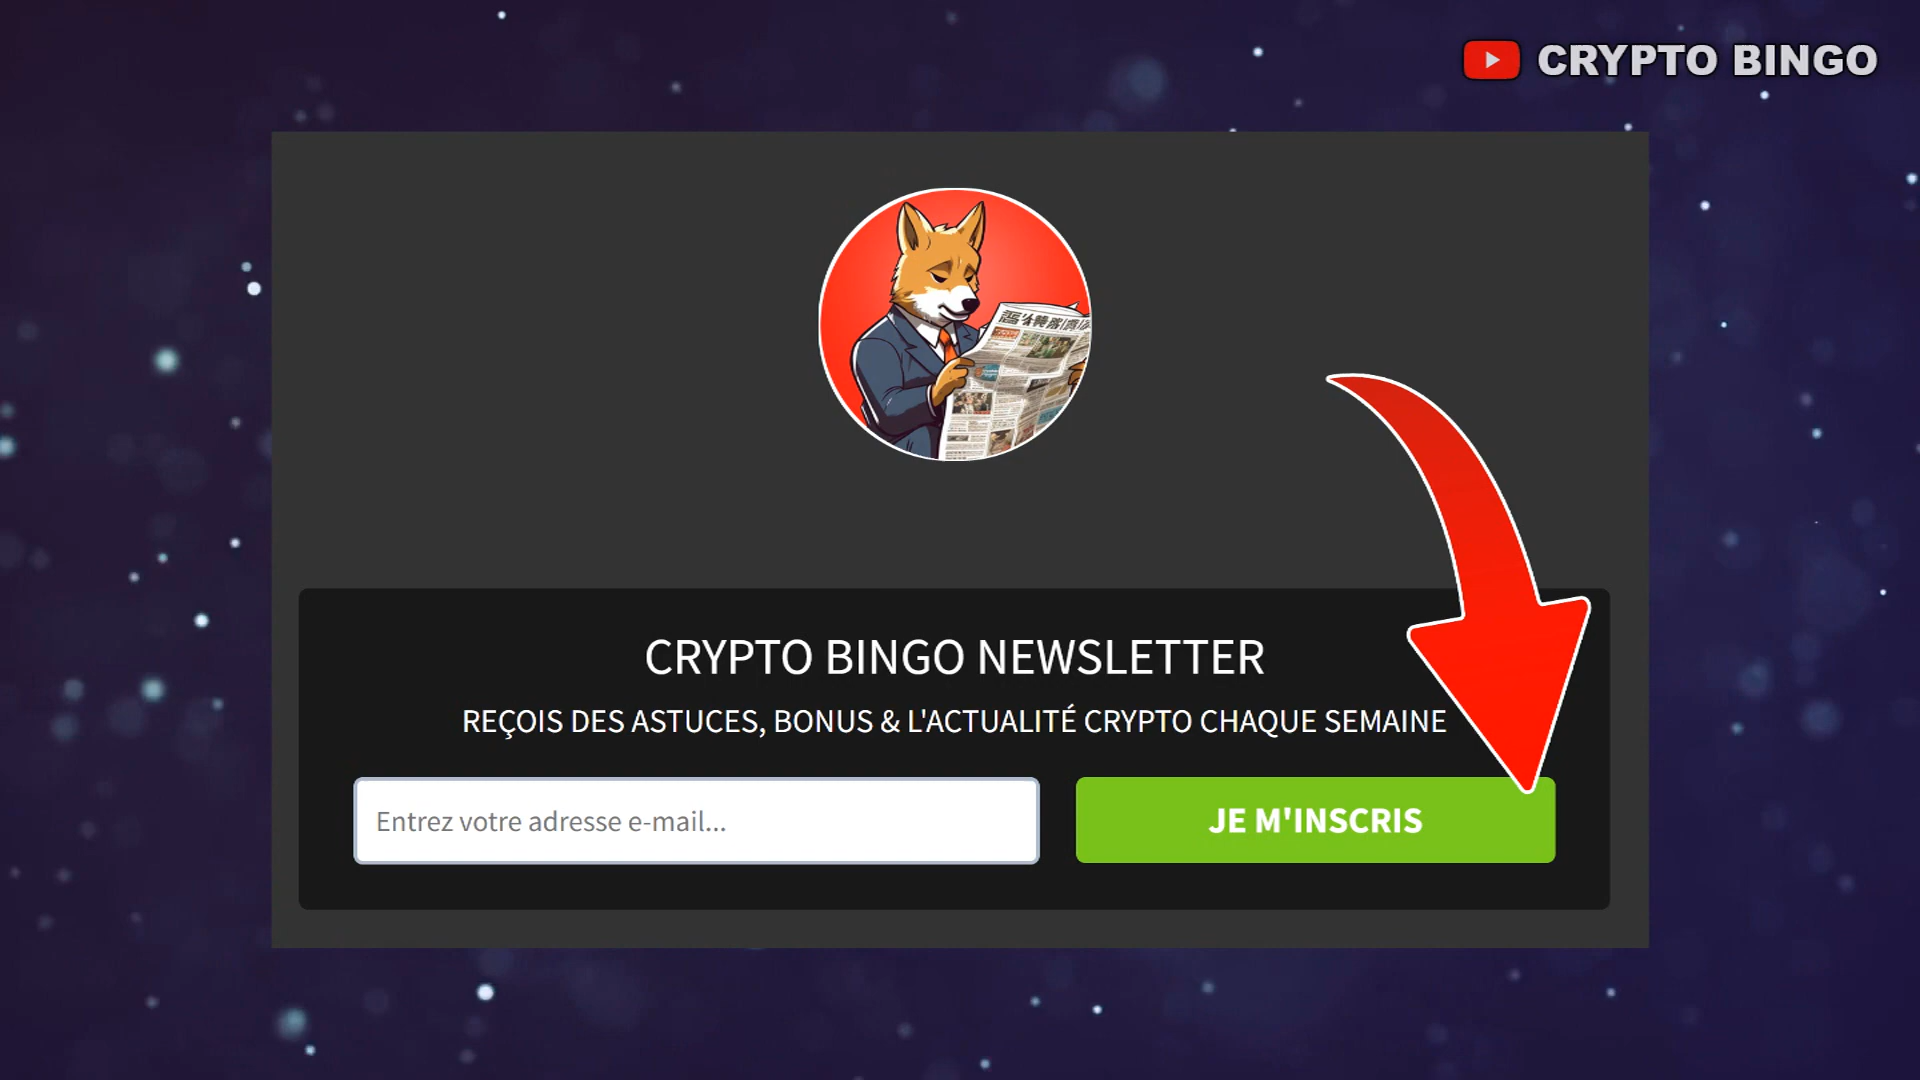 CRYPTO BINGO
CRYPTO BINGO NEWSLETTER
REÇOIS DES ASTUCES, BONUS & L'ACTUALITÉ CRYPTO CHAQUE SEMAINE
Entrez votre adresse e-mail...
JE M'INSCRIS